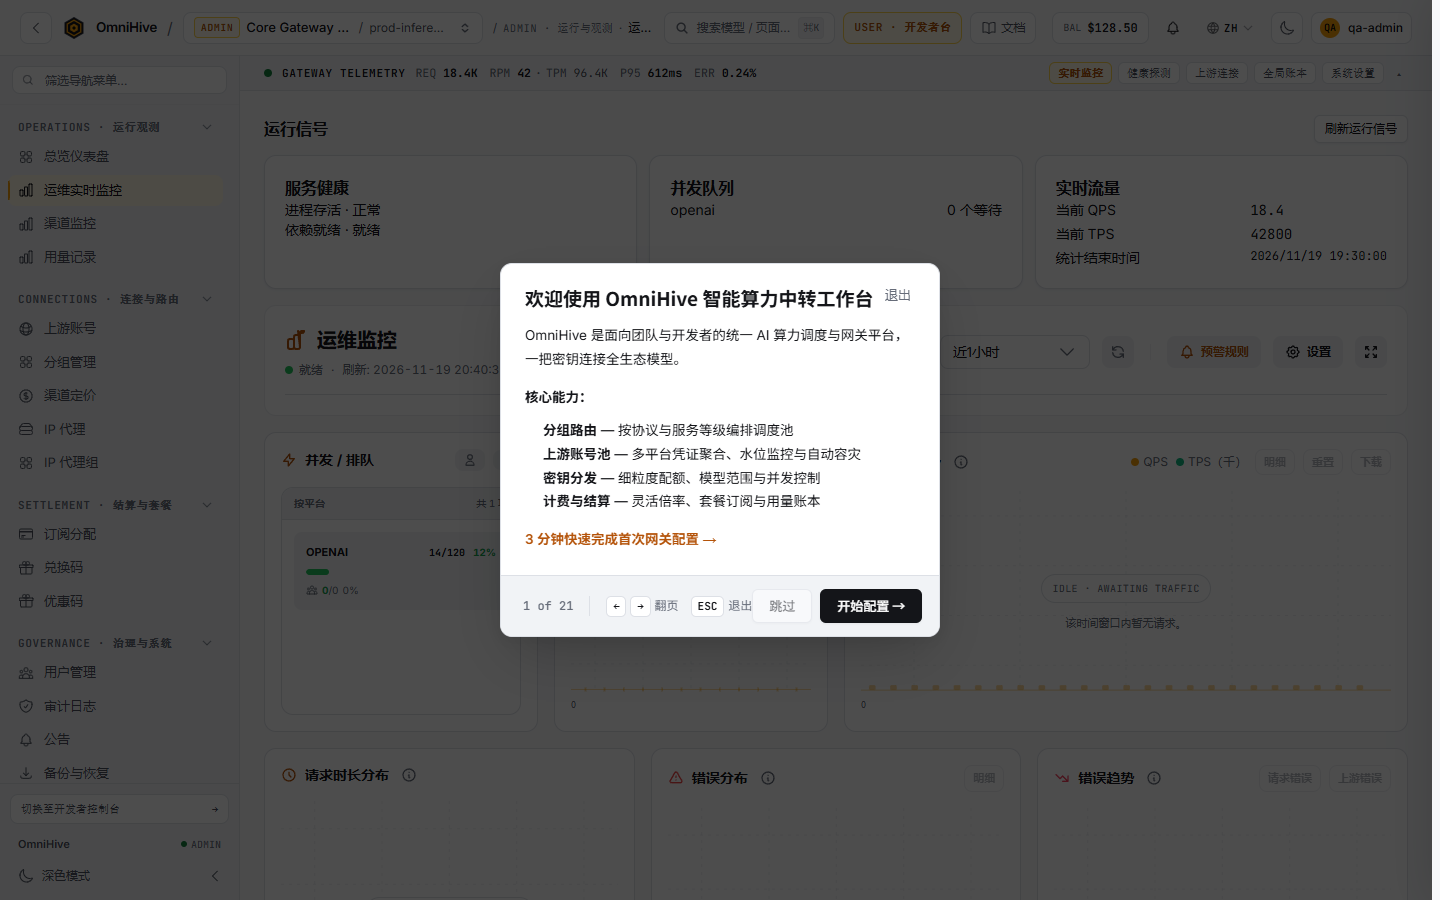 OmniHive / ADMIN Core Gateway ... / prod-infere... / ADMIN · 运行与观测 · 运... 搜索模型 / 页面... ⌘K USER · 开发者台 文档 BAL $128.50 ZH QA qa-admin
筛选导航菜单...
GATEWAY TELEMETRY REQ 18.4K RPM 42 · TPM 96.4K P95 612ms ERR 0.24% 实时监控 健康探测 上游连接 全局账本 系统设置
OPERATIONS · 运行观测
总览仪表盘
运维实时监控
渠道监控
用量记录
CONNECTIONS · 连接与路由
上游账号
分组管理
渠道定价
IP 代理
IP 代理组
SETTLEMENT · 结算与套餐
订阅分配
兑换码
优惠码
GOVERNANCE · 治理与系统
用户管理
审计日志
公告
备份与恢复
切换至开发者控制台 →
OmniHive ADMIN
深色模式
运行信号 刷新运行信号
服务健康
进程存活 · 正常
依赖就绪 · 就绪
并发队列
openai 0 个等待
实时流量
当前 QPS 18.4
当前 TPS 42800
统计结束时间 2026/11/19 19:30:00
运维监控
就绪 · 刷新: 2026-11-19 20:40:3
近1小时 预警规则 设置
并发 / 排队
按平台 共 1
OPENAI 14/120 12%
0/0 0%
0
QPS TPS (千) 明细 重置 下载
IDLE · AWAITING TRAFFIC
该时间窗口内暂无请求。
0
请求时长分布
错误分布 明细
错误趋势 请求错误 上游错误
欢迎使用 OmniHive 智能算力中转工作台 退出
OmniHive 是面向团队与开发者的统一 AI 算力调度与网关平台，
一把密钥连接全生态模型。
核心能力：
分组路由 — 按协议与服务等级编排调度池
上游账号池 — 多平台凭证聚合、水位监控与自动容灾
密钥分发 — 细粒度配额、模型范围与并发控制
计费与结算 — 灵活倍率、套餐订阅与用量账本
3 分钟快速完成首次网关配置 →
1 of 21 ← → 翻页 ESC 退出 跳过 开始配置 →